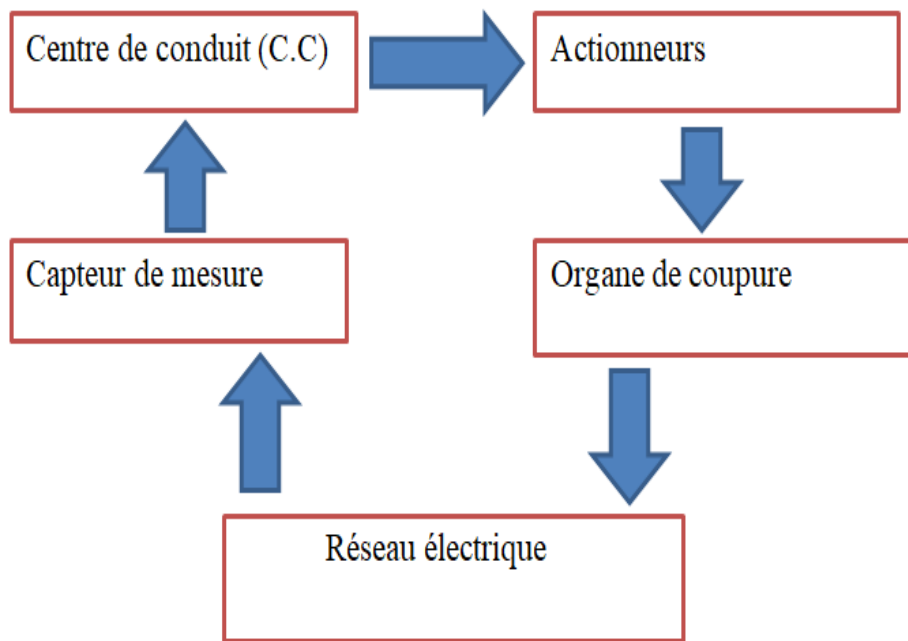 Centre de conduit (C.C)
Actionneurs
Capteur de mesure
Organe de coupure
Réseau électrique